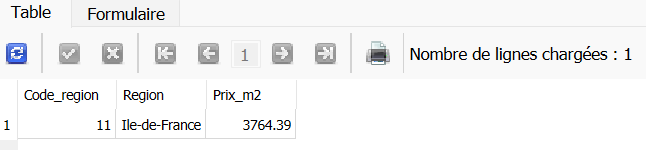 Table Formulaire
1 Nombre de lignes chargées : 1
Code_region Region Prix_m2
1 11 Ile-de-France 3764.39